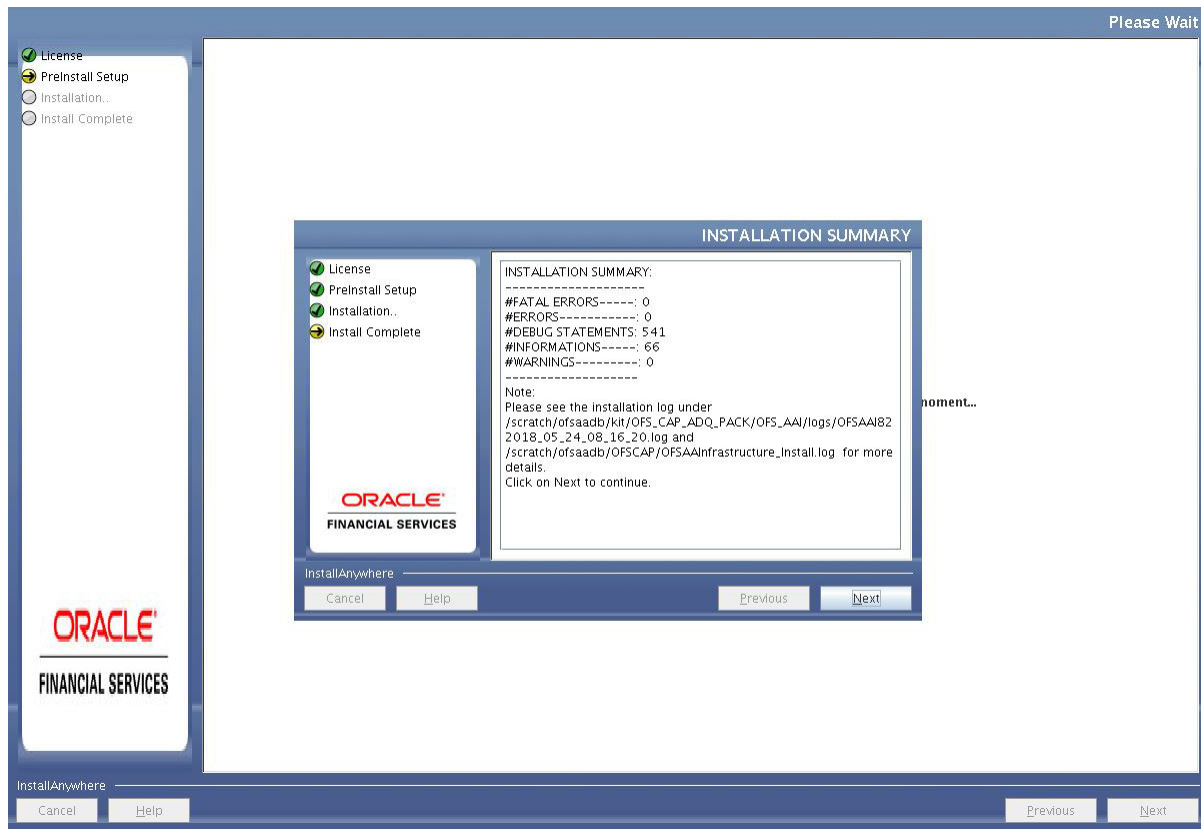 Please Wait
License
PreInstall Setup
Installation..
Install Complete
INSTALLATION SUMMARY
License
PreInstall Setup
Installation..
Install Complete
INSTALLATION SUMMARY:
--------------------
#FATAL ERRORS-----: 0
#ERRORS-----------: 0
#DEBUG STATEMENTS: 541
#INFORMATIONS-----: 66
#WARNINGS---------: 0
-------------------
Note:
Please see the installation log under
/scratch/ofsaadb/kit/OFS_CAP_ADQ_PACK/OFS_AAI/logs/OFSAAI82
2018_05_24_08_16_20.log and
/scratch/ofsaadb/OFSCAP/OFSAAInfrastructure_Install.log for more
details.
Click on Next to continue.
moment...
ORACLE
FINANCIAL SERVICES
InstallAnywhere
Cancel Help Previous Next
ORACLE
FINANCIAL SERVICES
InstallAnywhere
Cancel Help Previous Next